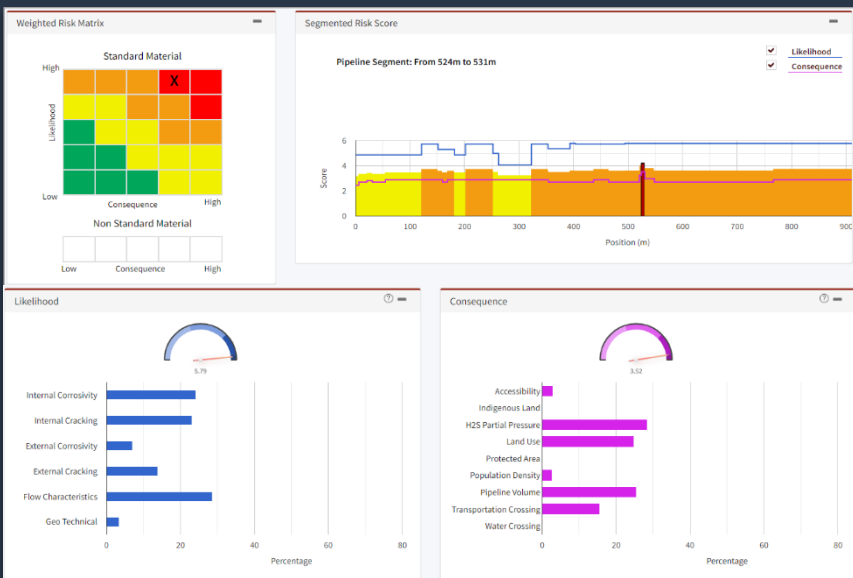 Weighted Risk Matrix
Standard Material
High
X
Likelihood
Low
Consequence
High
Non Standard Material
Low
Consequence
High
Segmented Risk Score
Pipeline Segment: From 524m to 531m
Likelihood
Consequence
6
4
2
0
Score
0 100 200 300 400 500 600 700 800 900
Position (m)
Likelihood
?
5.79
Internal Corrosivity
Internal Cracking
External Corrosivity
External Cracking
Flow Characteristics
Geo Technical
0 20 40 60 80
Percentage
Consequence
?
3.52
Accessibility
Indigenous Land
H2S Partial Pressure
Land Use
Protected Area
Population Density
Pipeline Volume
Transportation Crossing
Water Crossing
0 20 40 60 80
Percentage